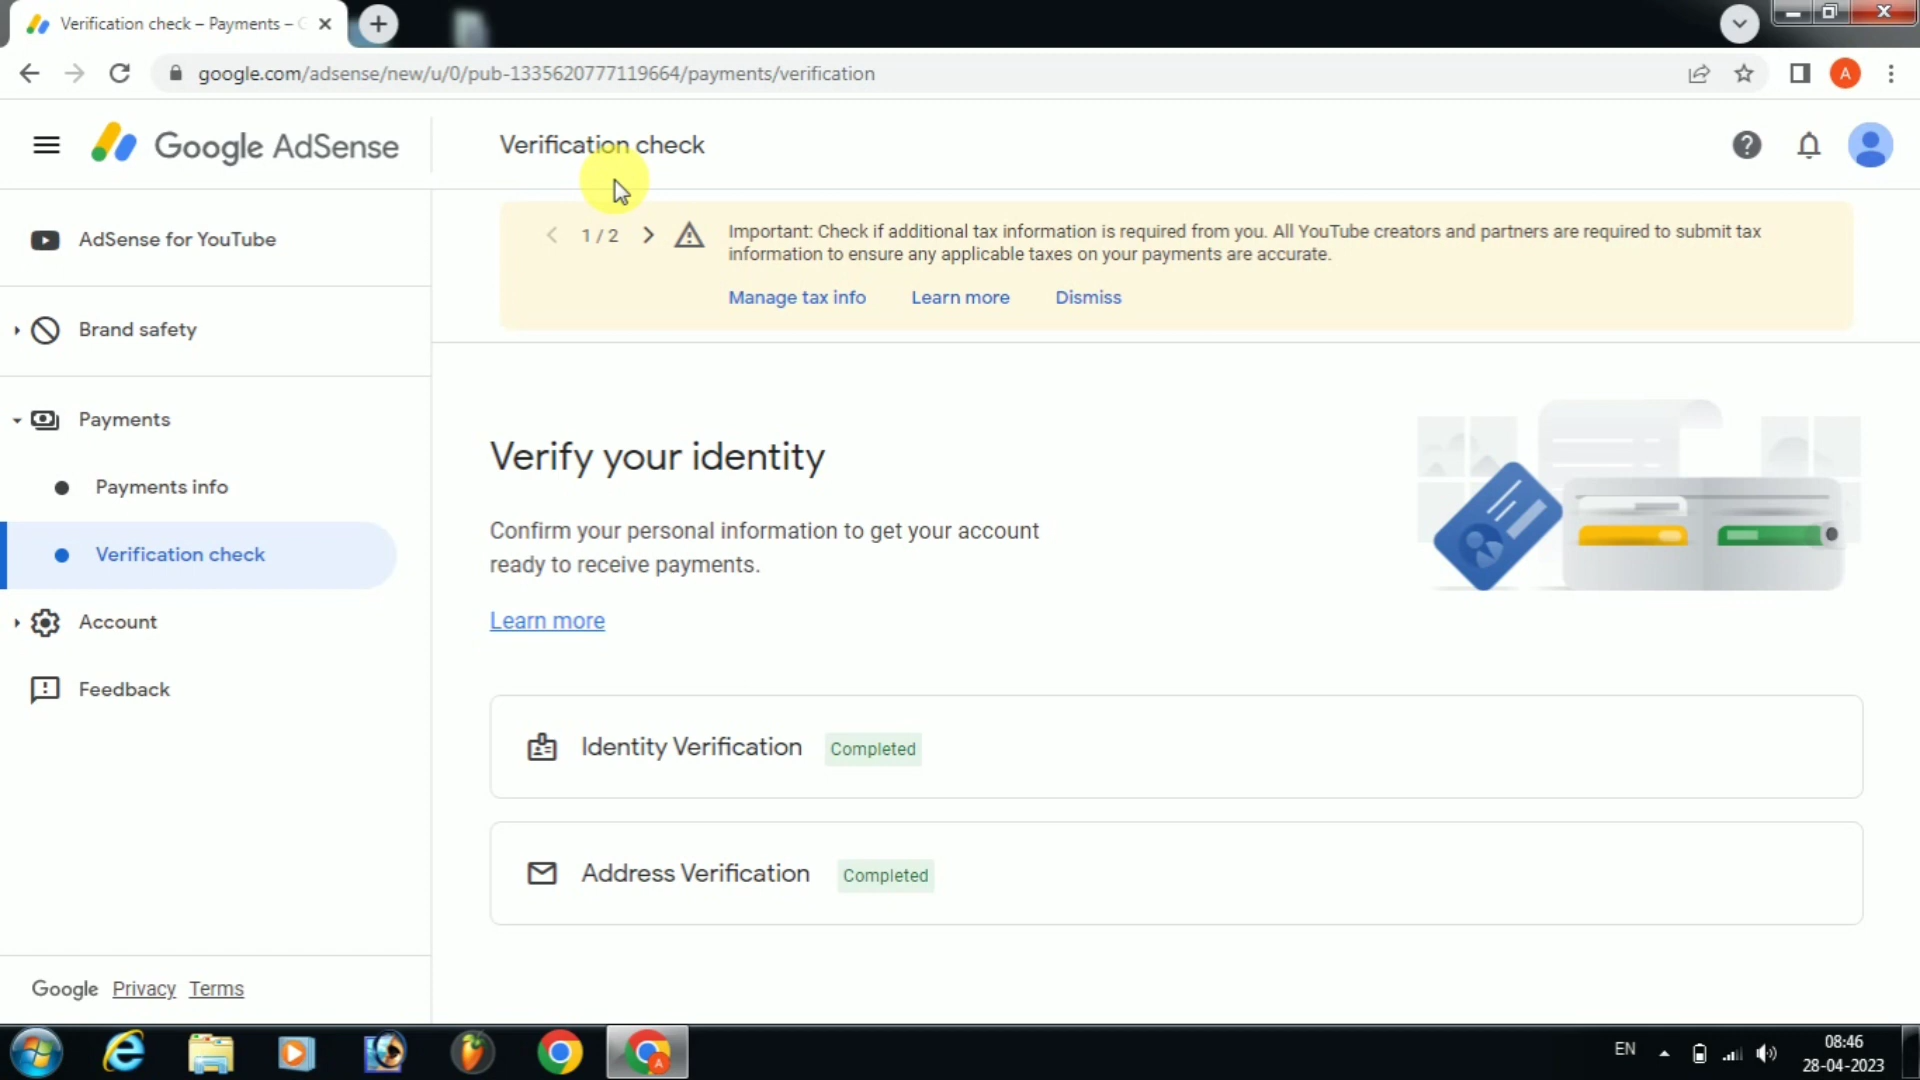 Verification check – Payments – G
google.com/adsense/new/u/0/pub-1335620777119664/payments/verification
A
Google AdSense
Verification check
AdSense for YouTube
Brand safety
Payments
Payments info
Verification check
Account
Feedback
Google Privacy Terms
1 / 2
Important: Check if additional tax information is required from you. All YouTube creators and partners are required to submit tax
information to ensure any applicable taxes on your payments are accurate.
Manage tax info Learn more Dismiss
Verify your identity
Confirm your personal information to get your account
ready to receive payments.
Learn more
Identity Verification Completed
Address Verification Completed
A
EN
08:46
28-04-2023